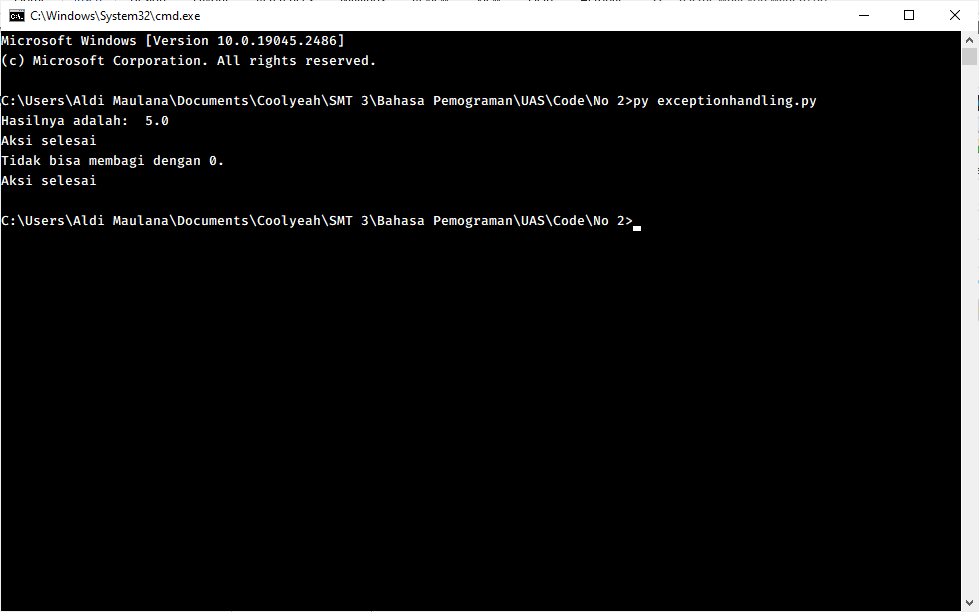 C:\Windows\System32\cmd.exe
Microsoft Windows [Version 10.0.19045.2486]
(c) Microsoft Corporation. All rights reserved.
C:\Users\Aldi Maulana\Documents\Coolyeah\SMT 3\Bahasa Pemograman\UAS\Code\No 2>py exceptionhandling.py
Hasilnya adalah:  5.0
Aksi selesai
Tidak bisa membagi dengan 0.
Aksi selesai
C:\Users\Aldi Maulana\Documents\Coolyeah\SMT 3\Bahasa Pemograman\UAS\Code\No 2>